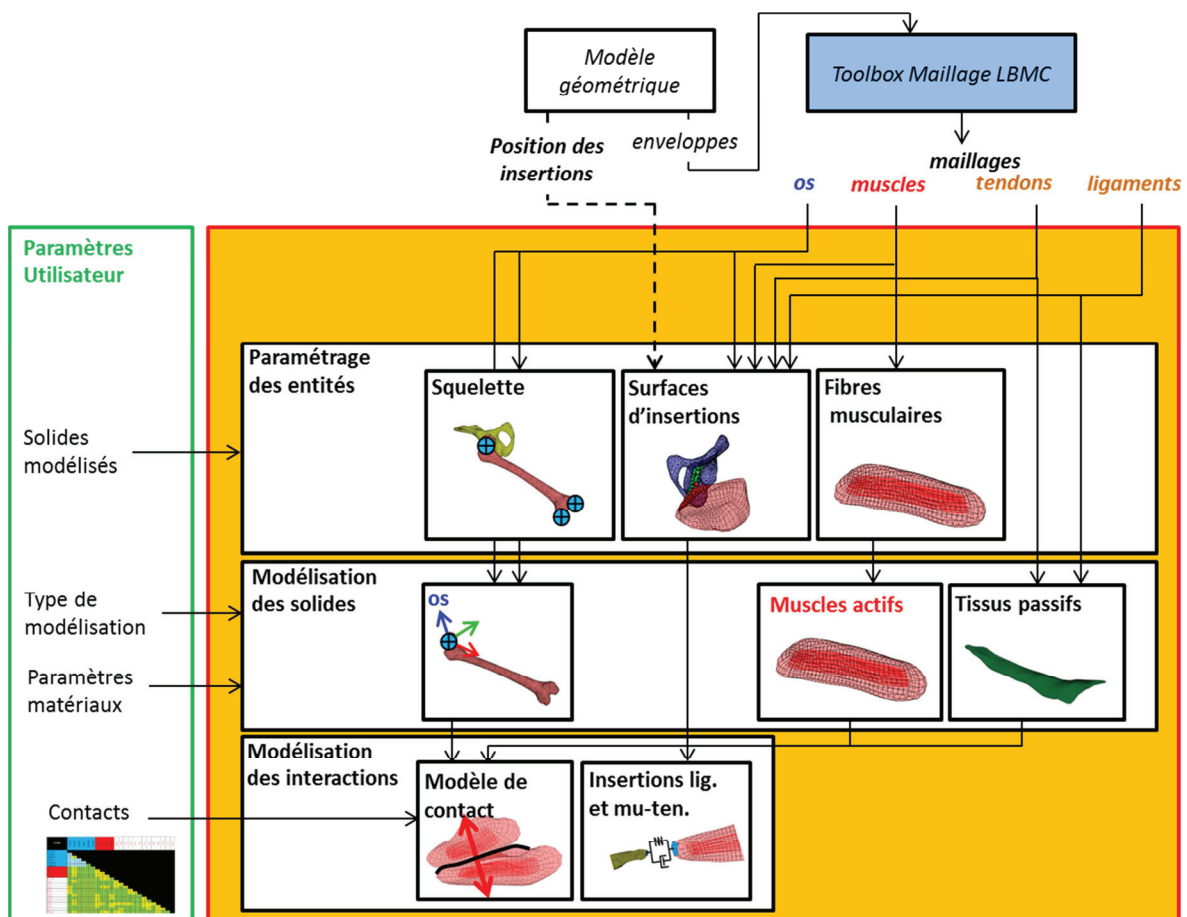 Modèle
géométrique
Toolbox Maillage LBMC
Position des
insertions
enveloppes
maillages
os
muscles
tendons
ligaments
Paramètres
Utilisateur
Paramétrage
des entités
Squelette
Surfaces
d'insertions
Fibres
musculaires
Solides
modélisés
Modélisation
des solides
os
Muscles actifs
Tissus passifs
Type de
modélisation
Paramètres
matériaux
Modélisation
des interactions
Modèle de
contact
Insertions lig.
et mu-ten.
Contacts